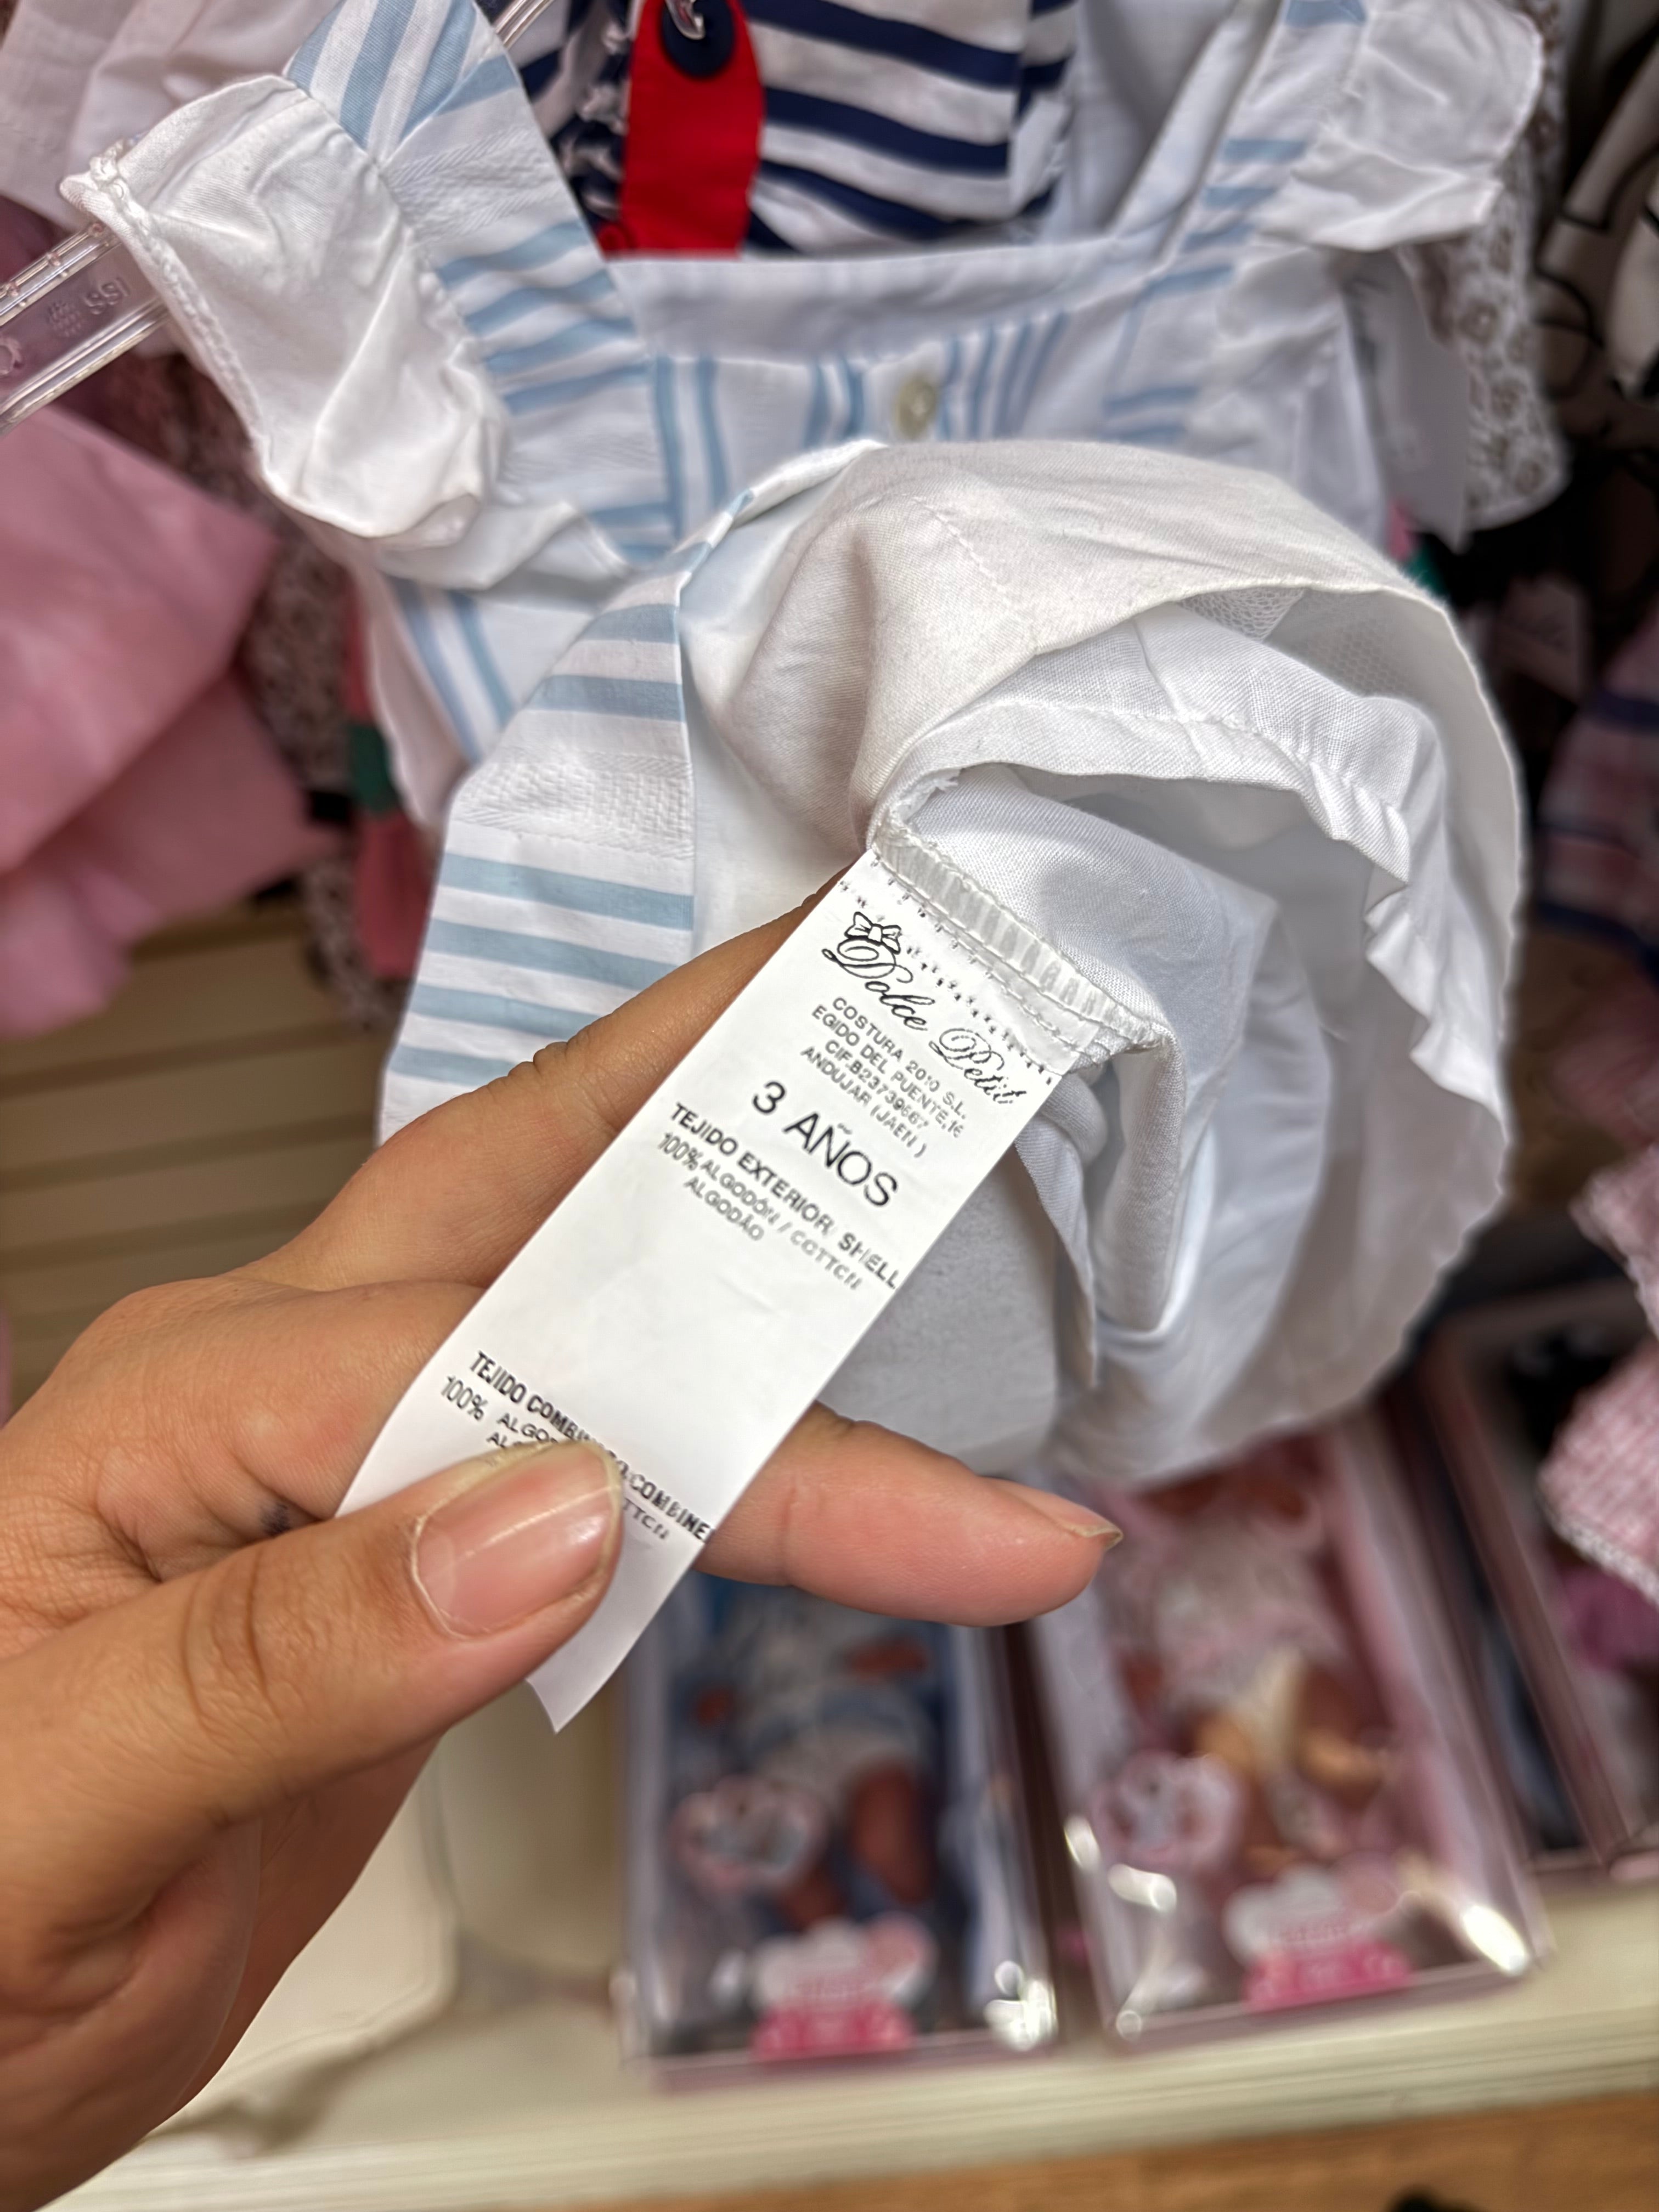 Dolce Petit
COSTURA 2010 S.L.
EGIDO DEL PUENTE,16
CIF.B23739667
ANDUJAR (JAEN)
3 AÑOS
TEJIDO EXTERIOR/ SHELL
100% ALGODÓN / COTTON
ALGODÃO
TEJIDO COMBINADO/COMBINED
100%